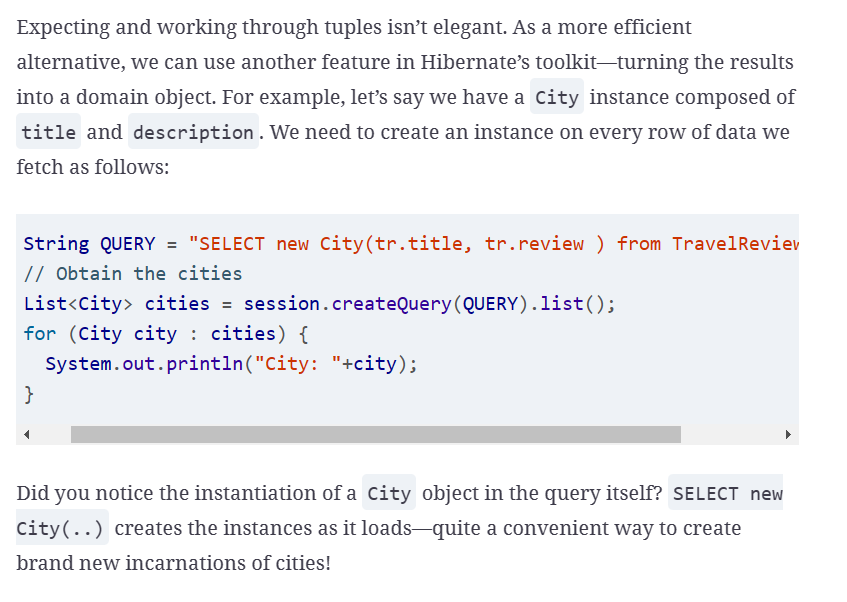 Expecting and working through tuples isn’t elegant. As a more efficient
alternative, we can use another feature in Hibernate’s toolkit—turning the results
into a domain object. For example, let’s say we have a City instance composed of
title and description. We need to create an instance on every row of data we
fetch as follows:
String QUERY = "SELECT new City(tr.title, tr.review ) from TravelReview
// Obtain the cities
List<City> cities = session.createQuery(QUERY).list();
for (City city : cities) {
  System.out.println("City: "+city);
}
Did you notice the instantiation of a City object in the query itself? SELECT new
City(..) creates the instances as it loads—quite a convenient way to create
brand new incarnations of cities!